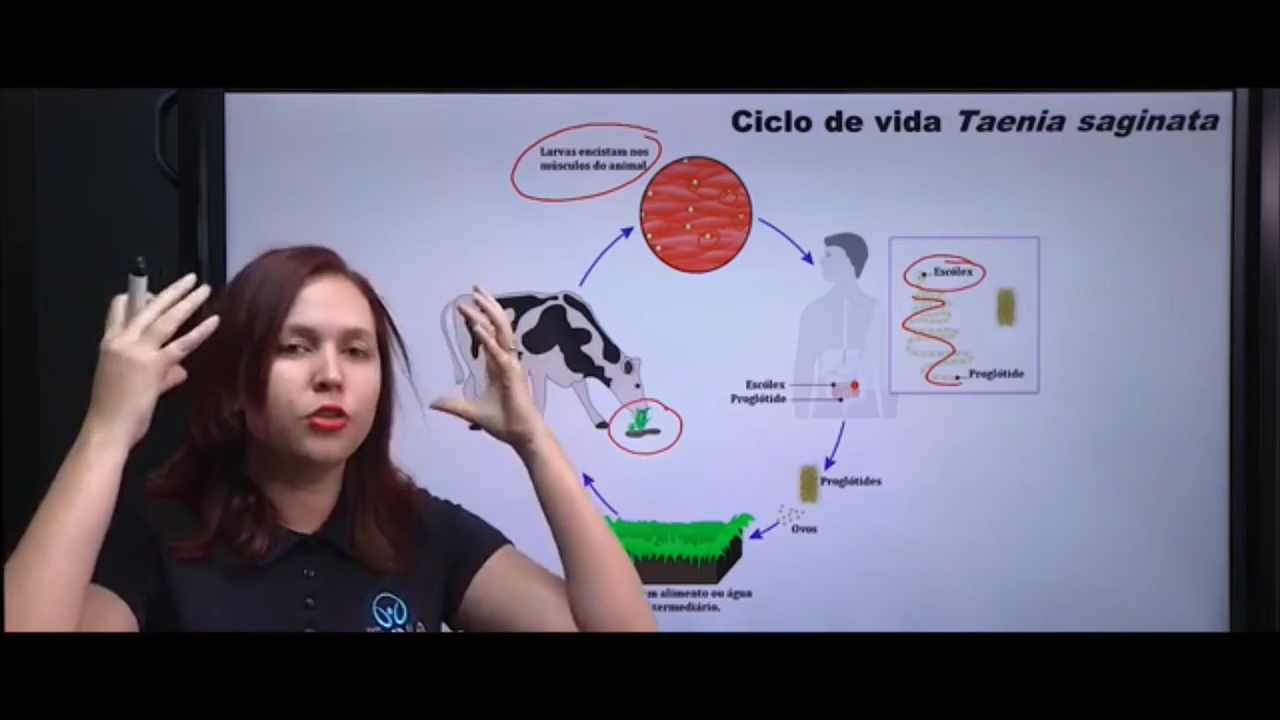 Ciclo de vida Taenia saginata
Larvas encistam nos
músculos do animal
Escólex
Proglótide
Escólex
Proglótide
Proglótides
Ovos
alimento ou água